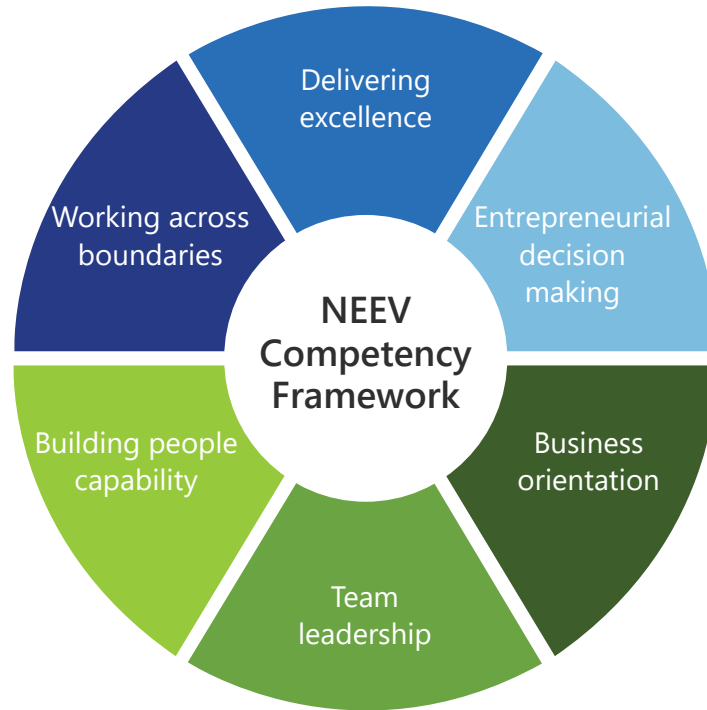 Delivering
excellence
Entrepreneurial
decision
making
Business
orientation
Team
leadership
Building people
capability
Working across
boundaries
NEEV
Competency
Framework